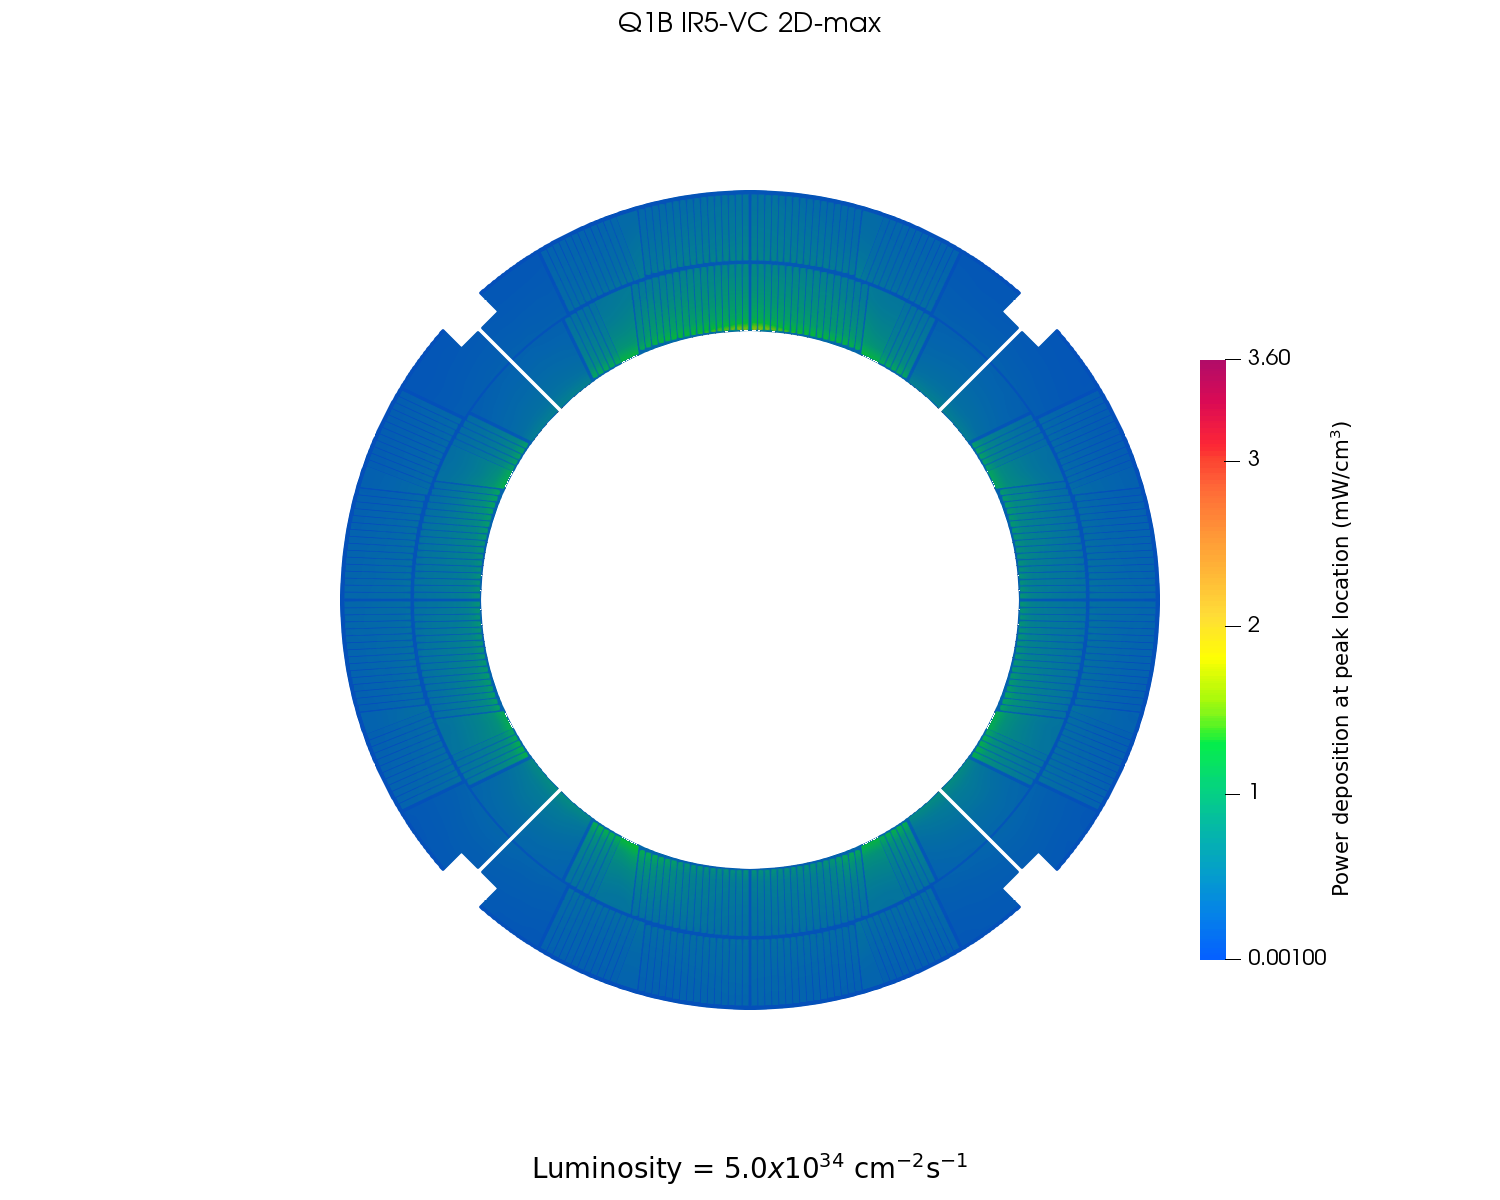 Q1B IR5-VC 2D-max
3.60
3
2
1
0.00100
Power deposition at peak location (mW/cm³)
Luminosity = 5.0x10³⁴ cm⁻²s⁻¹